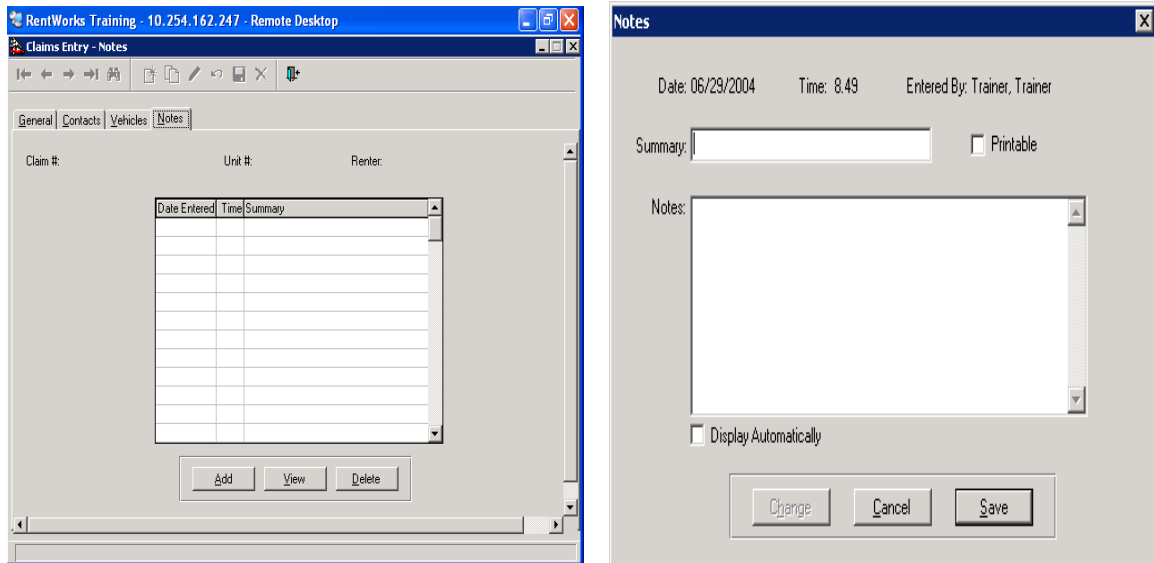 RentWorks Training - 10.254.162.247 - Remote Desktop
Claims Entry - Notes
General Contacts Vehicles Notes
Claim #: Unit #: Renter:
Date Entered Time Summary
Add View Delete
Notes
Date: 06/29/2004 Time: 8.49 Entered By: Trainer, Trainer
Summary: Printable
Notes:
Display Automatically
Change Cancel Save